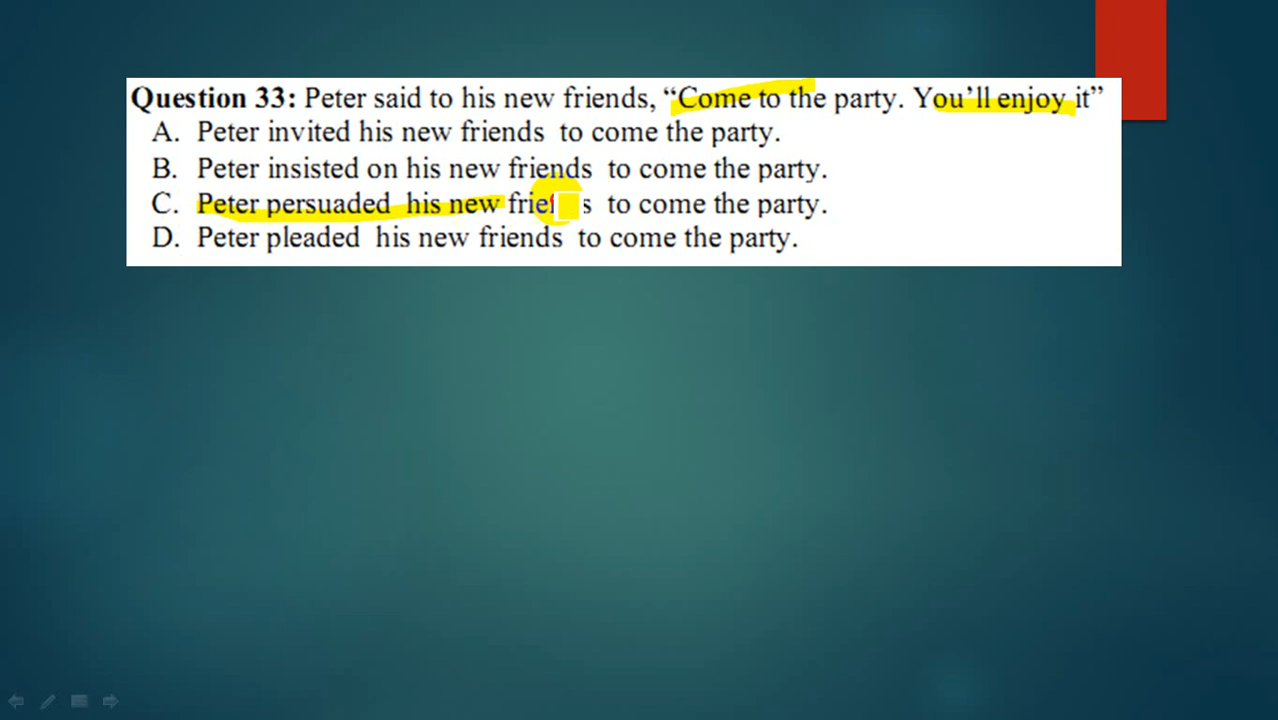 Question 33: Peter said to his new friends, “Come to the party. You’ll enjoy it”
A. Peter invited his new friends to come the party.
B. Peter insisted on his new friends to come the party.
C. Peter persuaded his new to come the party.
D. Peter pleaded his new friends to come the party.